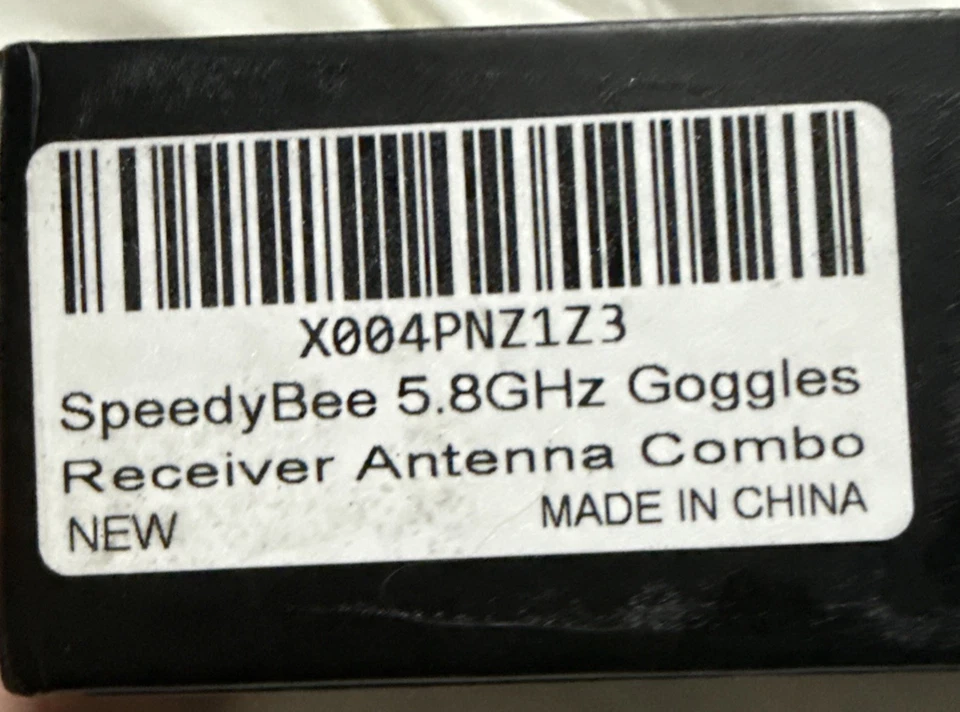 X004PNZ1Z3
SpeedyBee 5.8GHz Goggles
Receiver Antenna Combo
NEW MADE IN CHINA